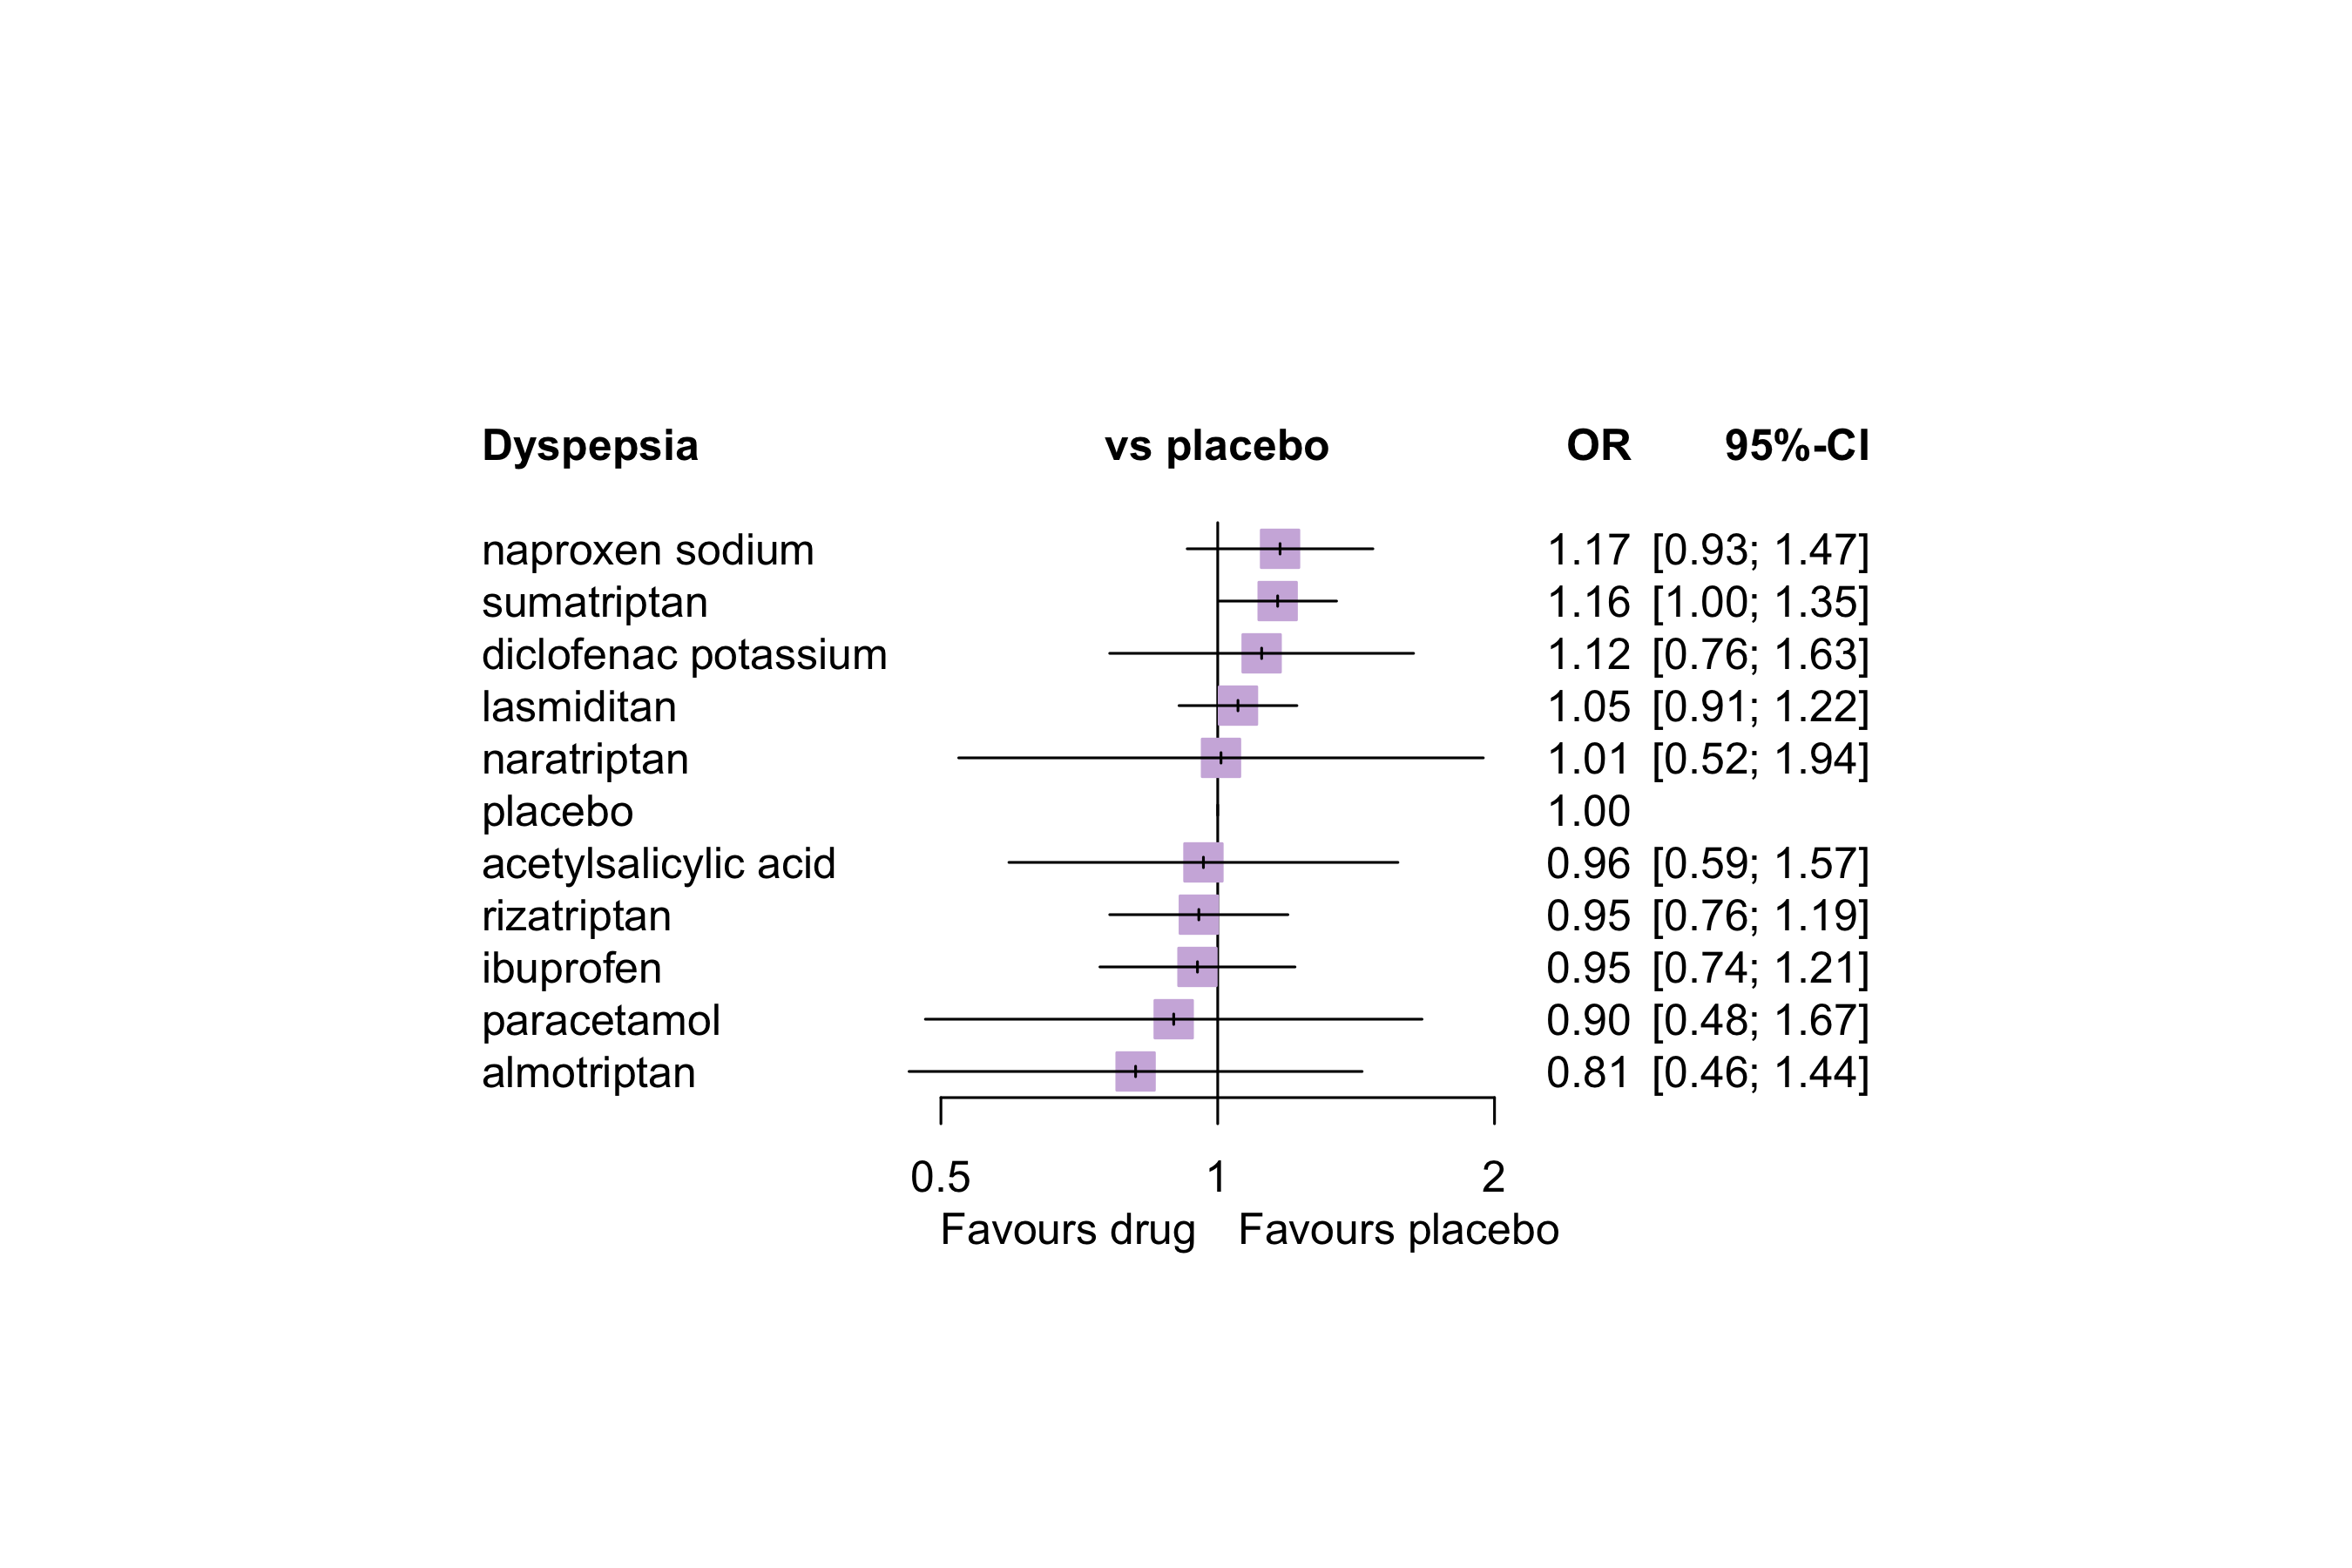 Dyspepsia vs placebo OR 95%-CI
naproxen sodium 1.17 [0.93; 1.47]
sumatriptan 1.16 [1.00; 1.35]
diclofenac potassium 1.12 [0.76; 1.63]
lasmiditan 1.05 [0.91; 1.22]
naratriptan 1.01 [0.52; 1.94]
placebo 1.00
acetylsalicylic acid 0.96 [0.59; 1.57]
rizatriptan 0.95 [0.76; 1.19]
ibuprofen 0.95 [0.74; 1.21]
paracetamol 0.90 [0.48; 1.67]
almotriptan 0.81 [0.46; 1.44]
0.5 1 2
Favours drug Favours placebo